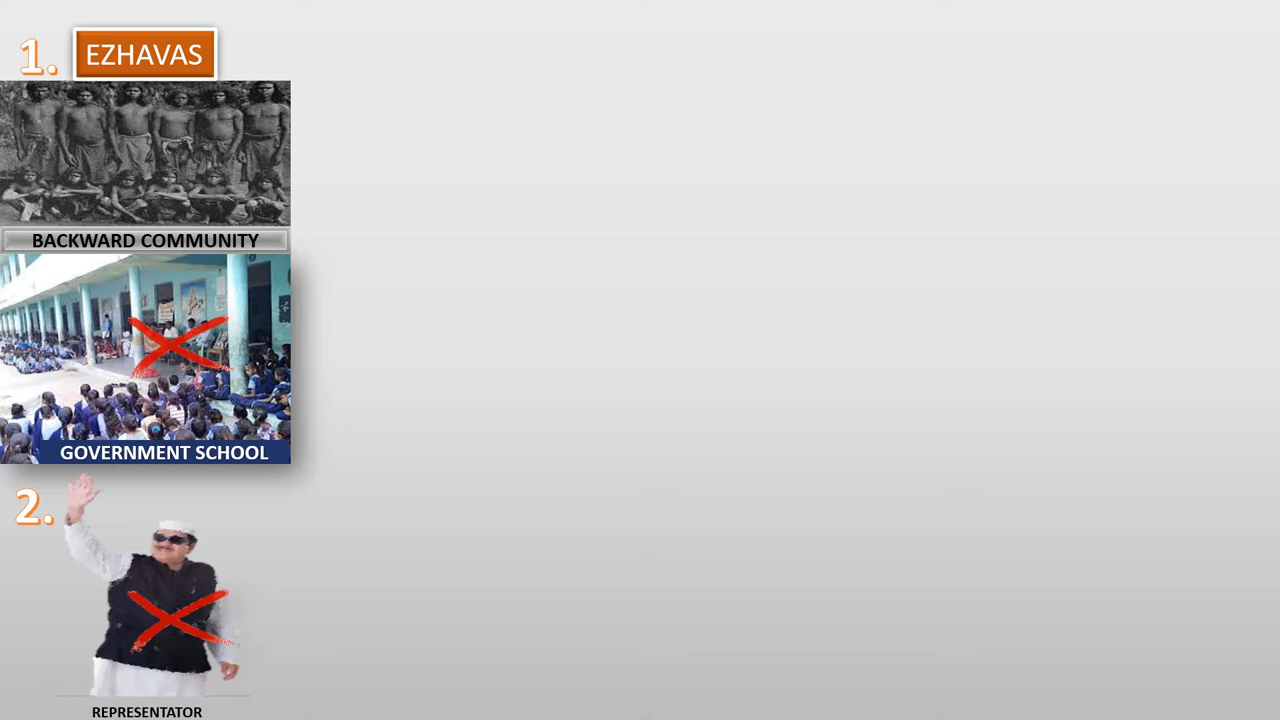 1.
EZHAVAS
BACKWARD COMMUNITY
GOVERNMENT SCHOOL
2.
REPRESENTATOR